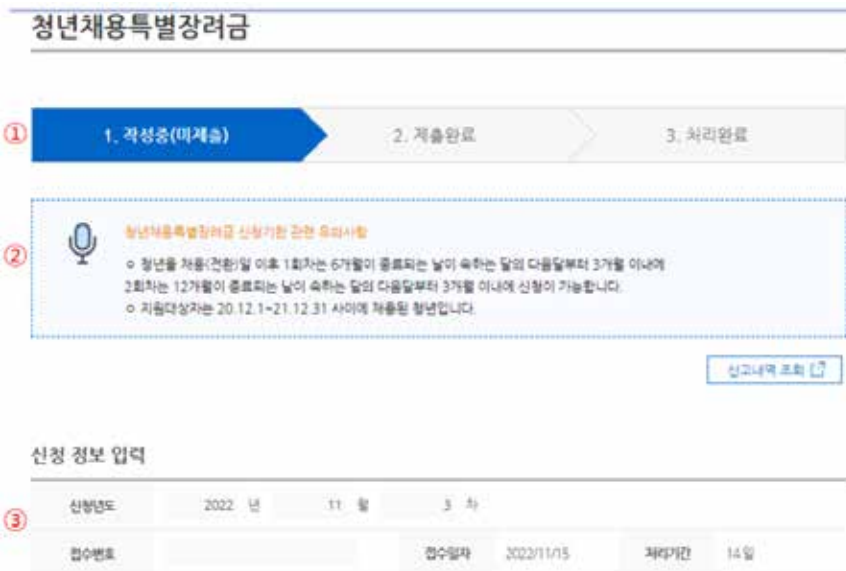 청년채용특별장려금
① 1. 작성중(미제출) 2. 제출완료 3. 처리완료
② 청년채용특별장려금 신청기한 관련 유의사항
○ 청년을 채용(전환)일 이후 1회차는 6개월이 종료되는 날이 속하는 달의 다음달부터 3개월 이내에
2회차는 12개월이 종료되는 날이 속하는 달의 다음달부터 3개월 이내에 신청이 가능합니다.
○ 지원대상자는 20.12.1~21.12.31 사이에 채용된 청년입니다.
신고내역 조회
신청 정보 입력
③ 신청년도 2022 년 11 월 3 차
접수번호 접수일자 2022/11/15 처리기간 14일